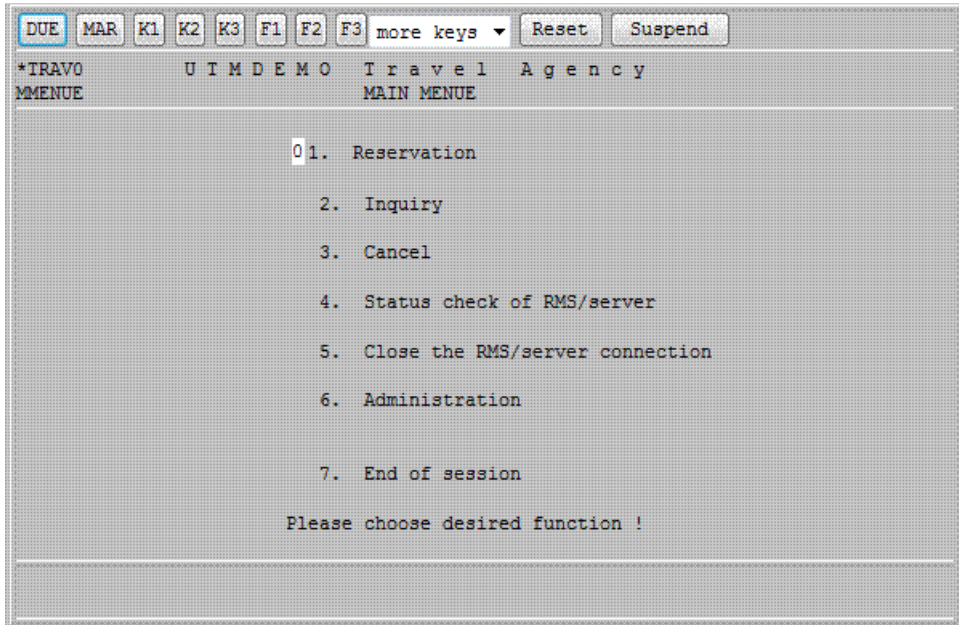 DUE MAR K1 K2 K3 F1 F2 F3 more keys Reset Suspend
*TRAV0 U T M D E M O T r a v e l A g e n c y
MMENUE MAIN MENUE
0 1. Reservation
2. Inquiry
3. Cancel
4. Status check of RMS/server
5. Close the RMS/server connection
6. Administration
7. End of session
Please choose desired function !